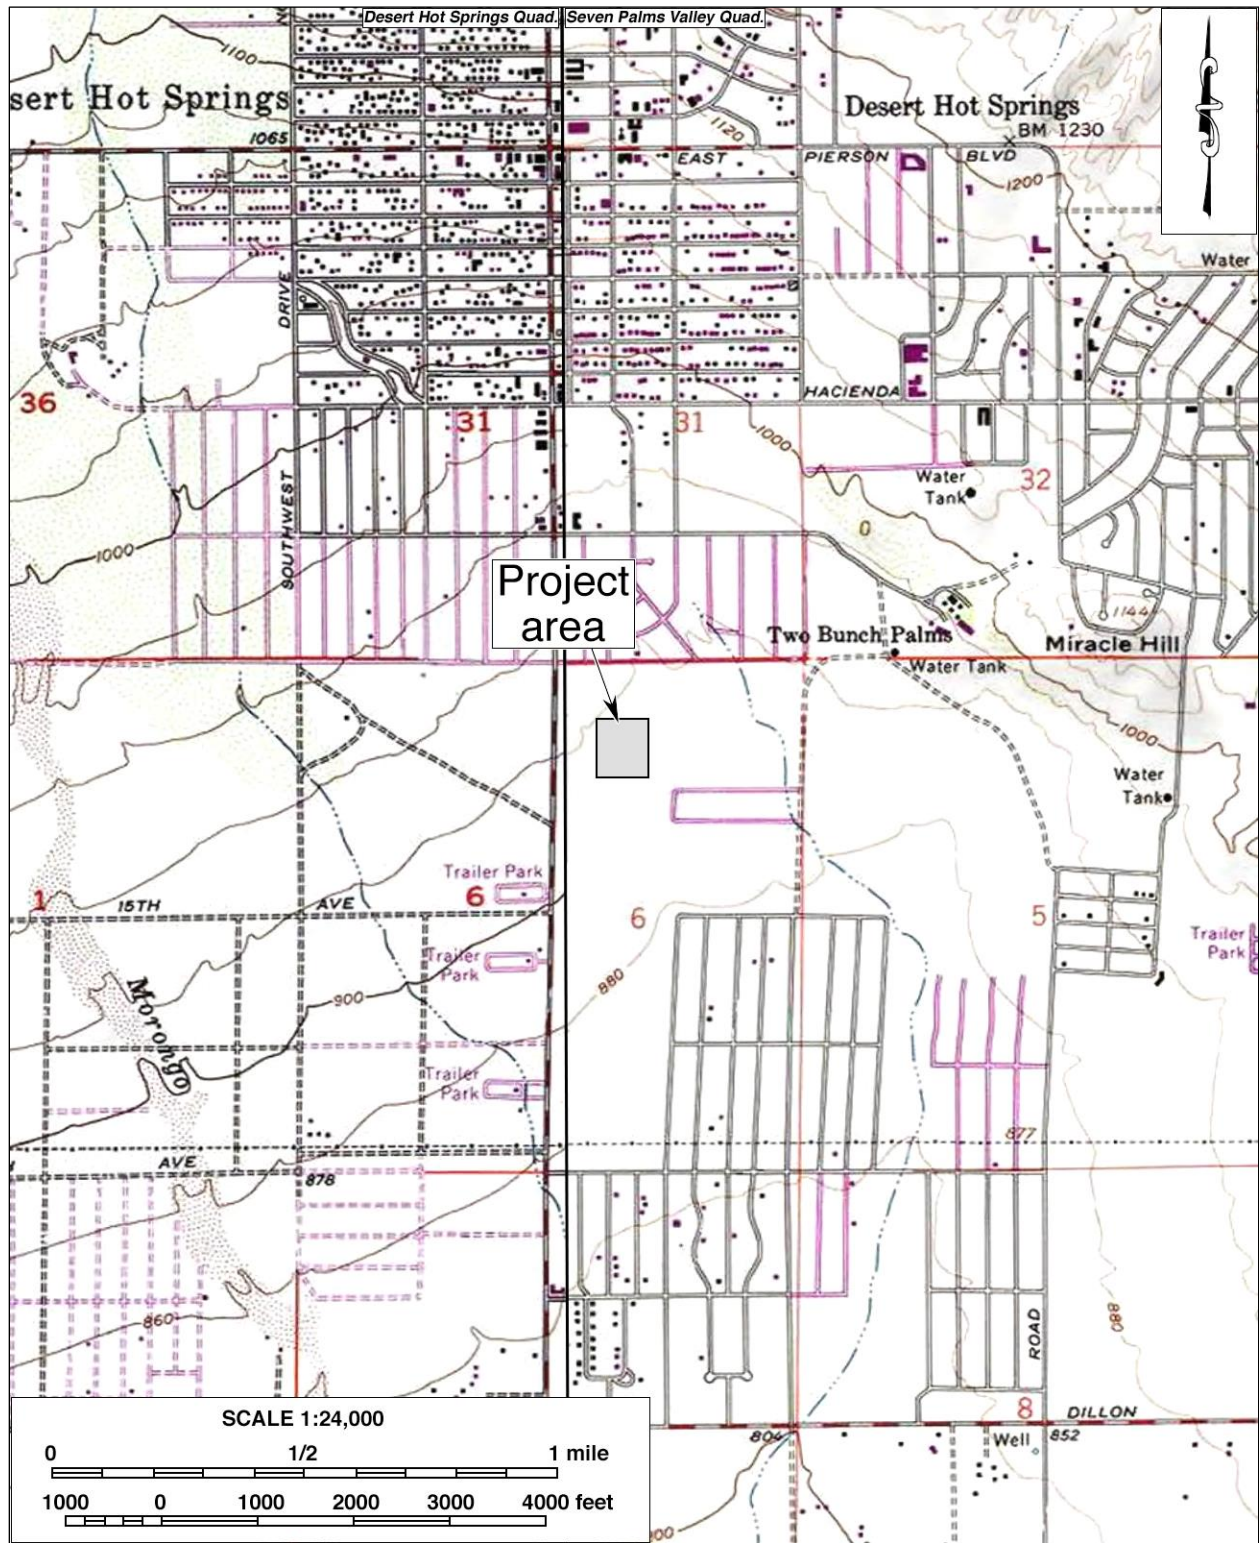 Desert Hot Springs Quad.
Seven Palms Valley Quad.
1100
sert Hot Springs
Desert Hot Springs
1120
BM 1230
1065
EAST
PIERSON
BLVD
1200
Water
DRIVE
36
HACIENDA
31
31
1000
Water
Tank
32
SOUTHWEST
1000
0
Project
area
1144
Two Bunch Palms
Miracle Hill
Water Tank
1000
Water
Tank
Trailer Park
1
15TH
AVE
6
6
5
Trailer
Park
Trailer
Park
880
900
Morongo
Trailer
Park
877
AVE
878
860
880
ROAD
8
DILLON
804
852
Well
SCALE 1:24,000
0
1/2
1 mile
1000
0
1000
2000
3000
4000 feet